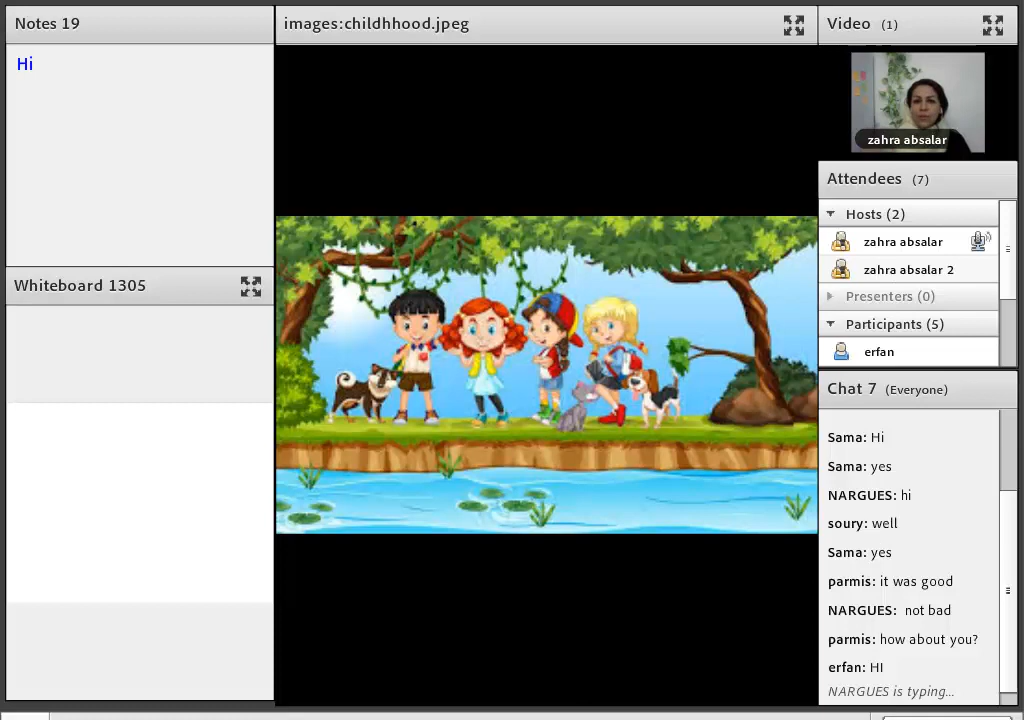 Notes 19
Hi
Whiteboard 1305
images:childhhood.jpeg
Video (1)
zahra absalar
Attendees (7)
Hosts (2)
zahra absalar
zahra absalar 2
Presenters (0)
Participants (5)
erfan
Chat 7 (Everyone)
Sama: Hi
Sama: yes
NARGUES: hi
soury: well
Sama: yes
parmis: it was good
NARGUES: not bad
parmis: how about you?
erfan: HI
NARGUES is typing...